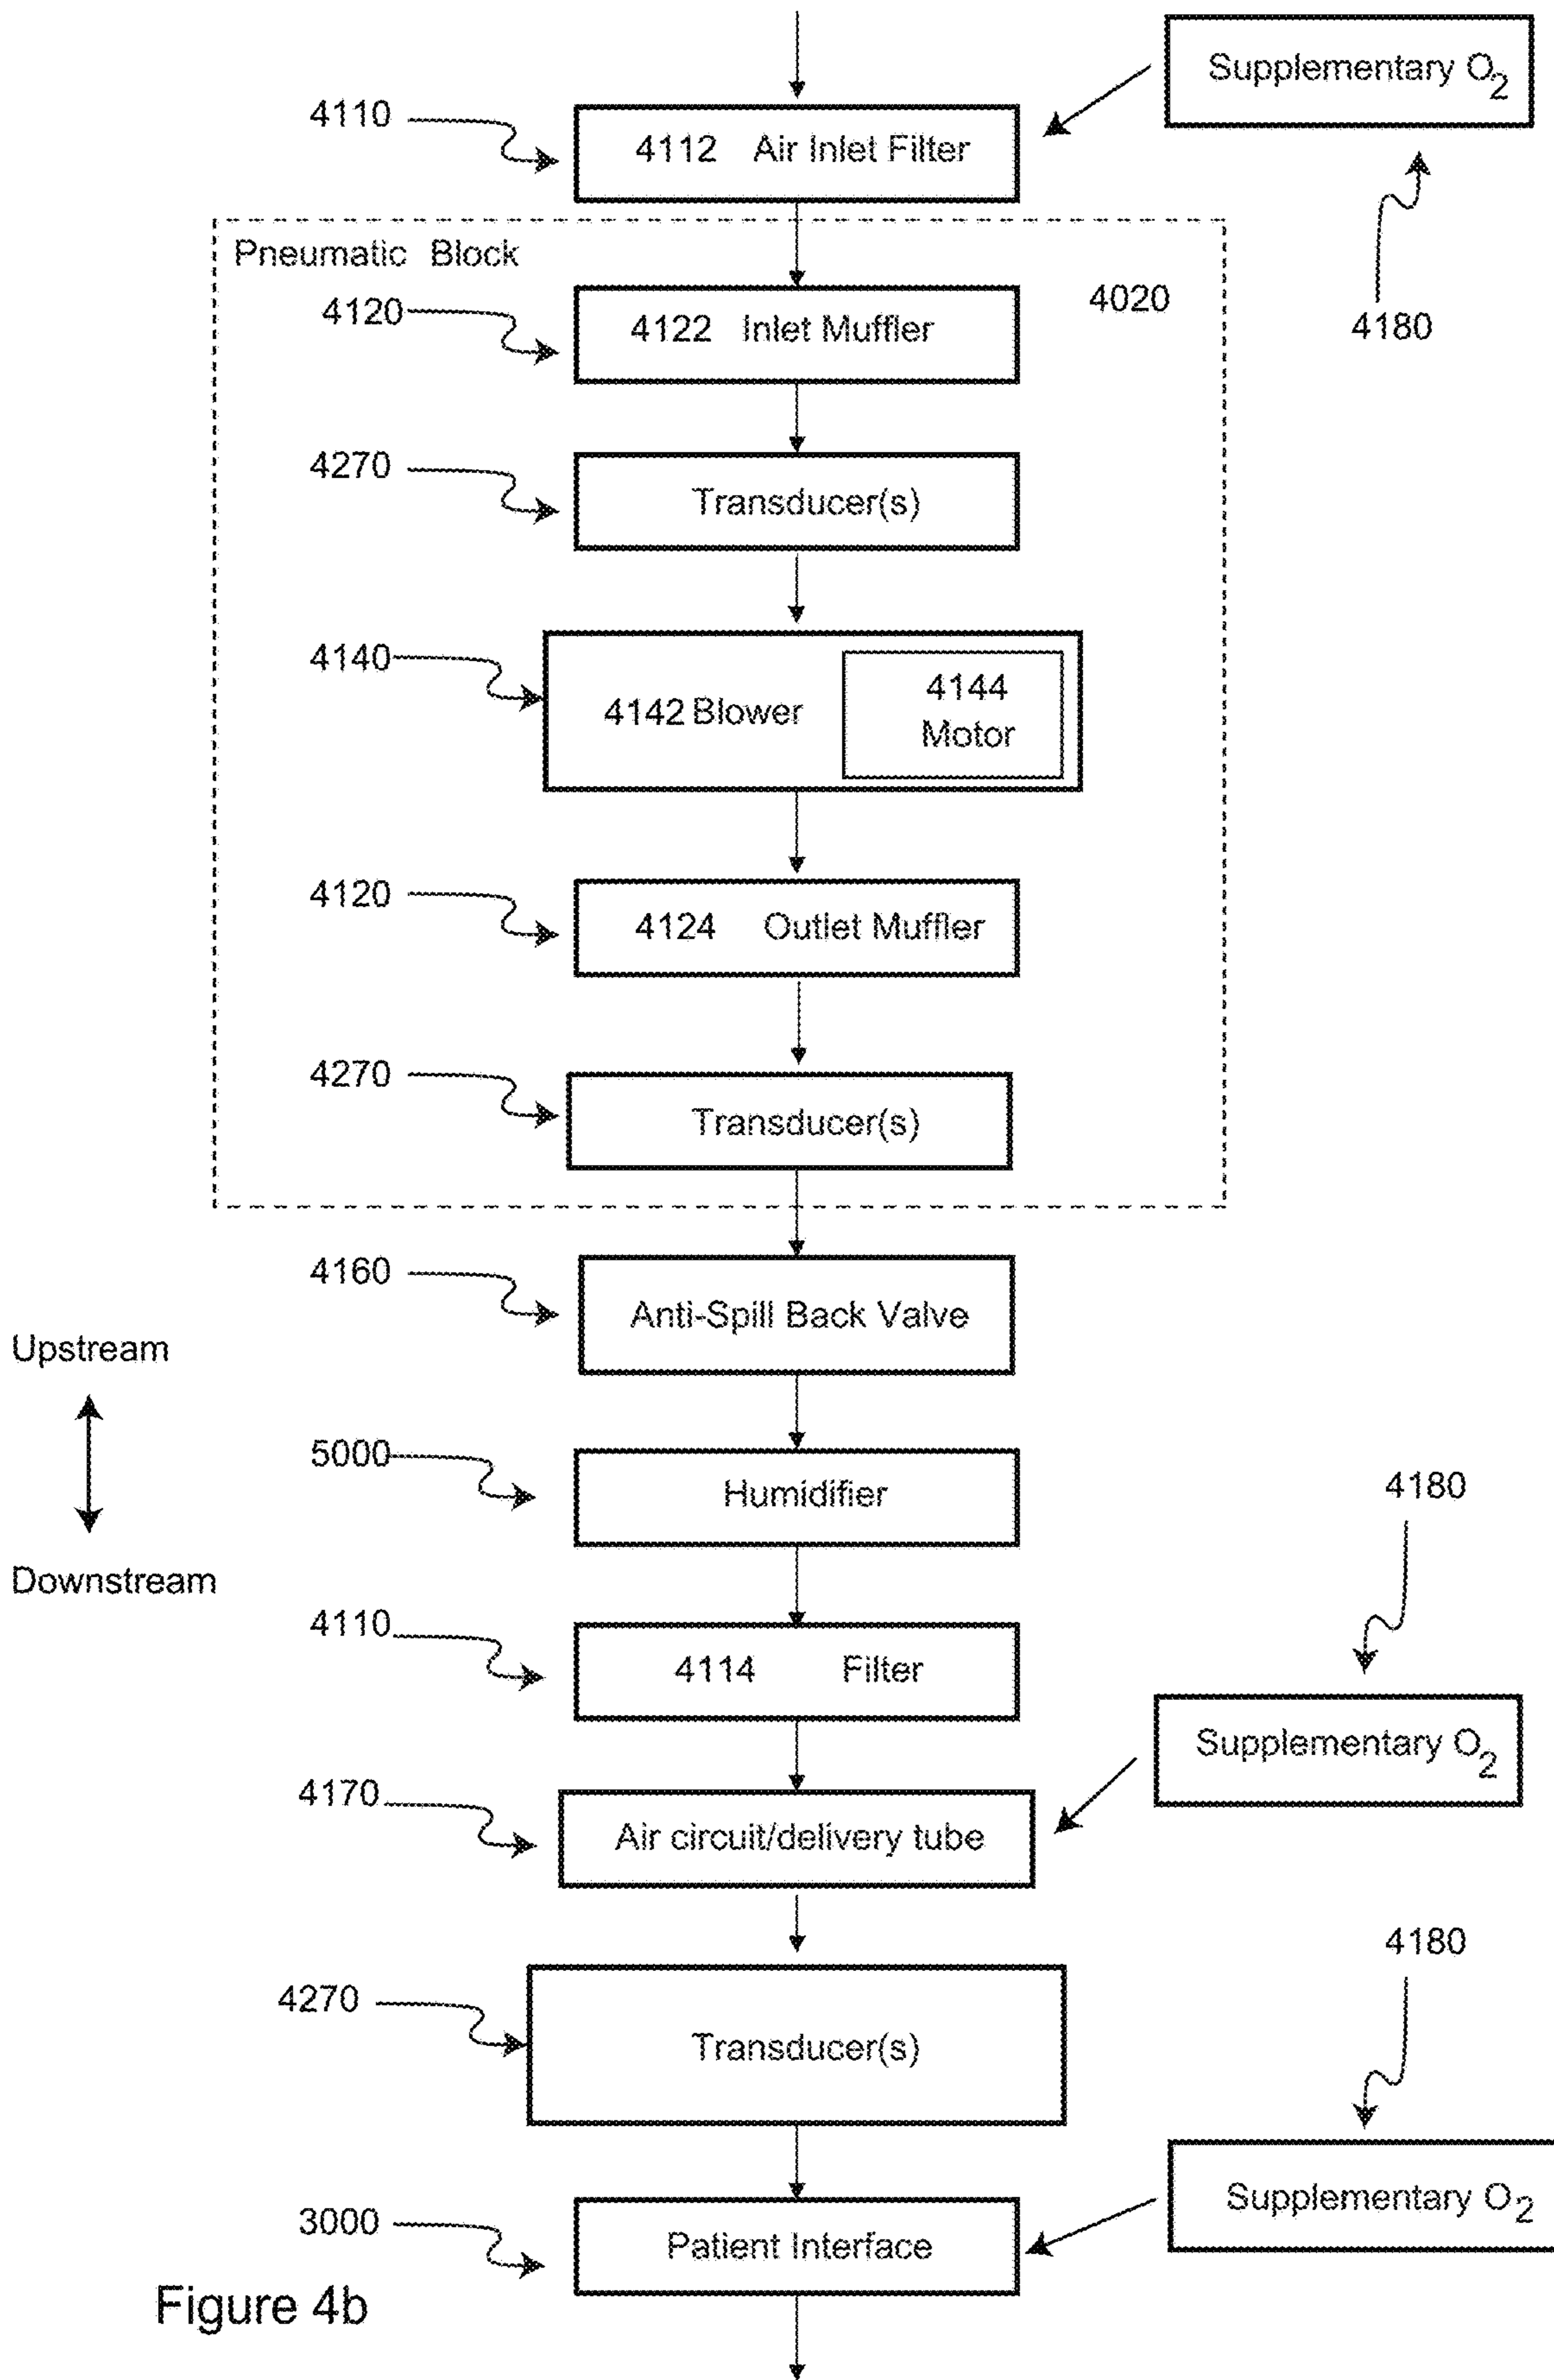 Supplementary O2
4110
4112 Air Inlet Filter
Pneumatic Block
4020
4180
4120
4122 Inlet Muffler
4270
Transducer(s)
4140
4142 Blower
4144
Motor
4120
4124 Outlet Muffler
4270
Transducer(s)
4160
Anti-Spill Back Valve
Upstream
Downstream
5000
Humidifier
4180
4110
4114 Filter
Supplementary O2
4170
Air circuit/delivery tube
4180
4270
Transducer(s)
3000
Patient Interface
Supplementary O2
Figure 4b